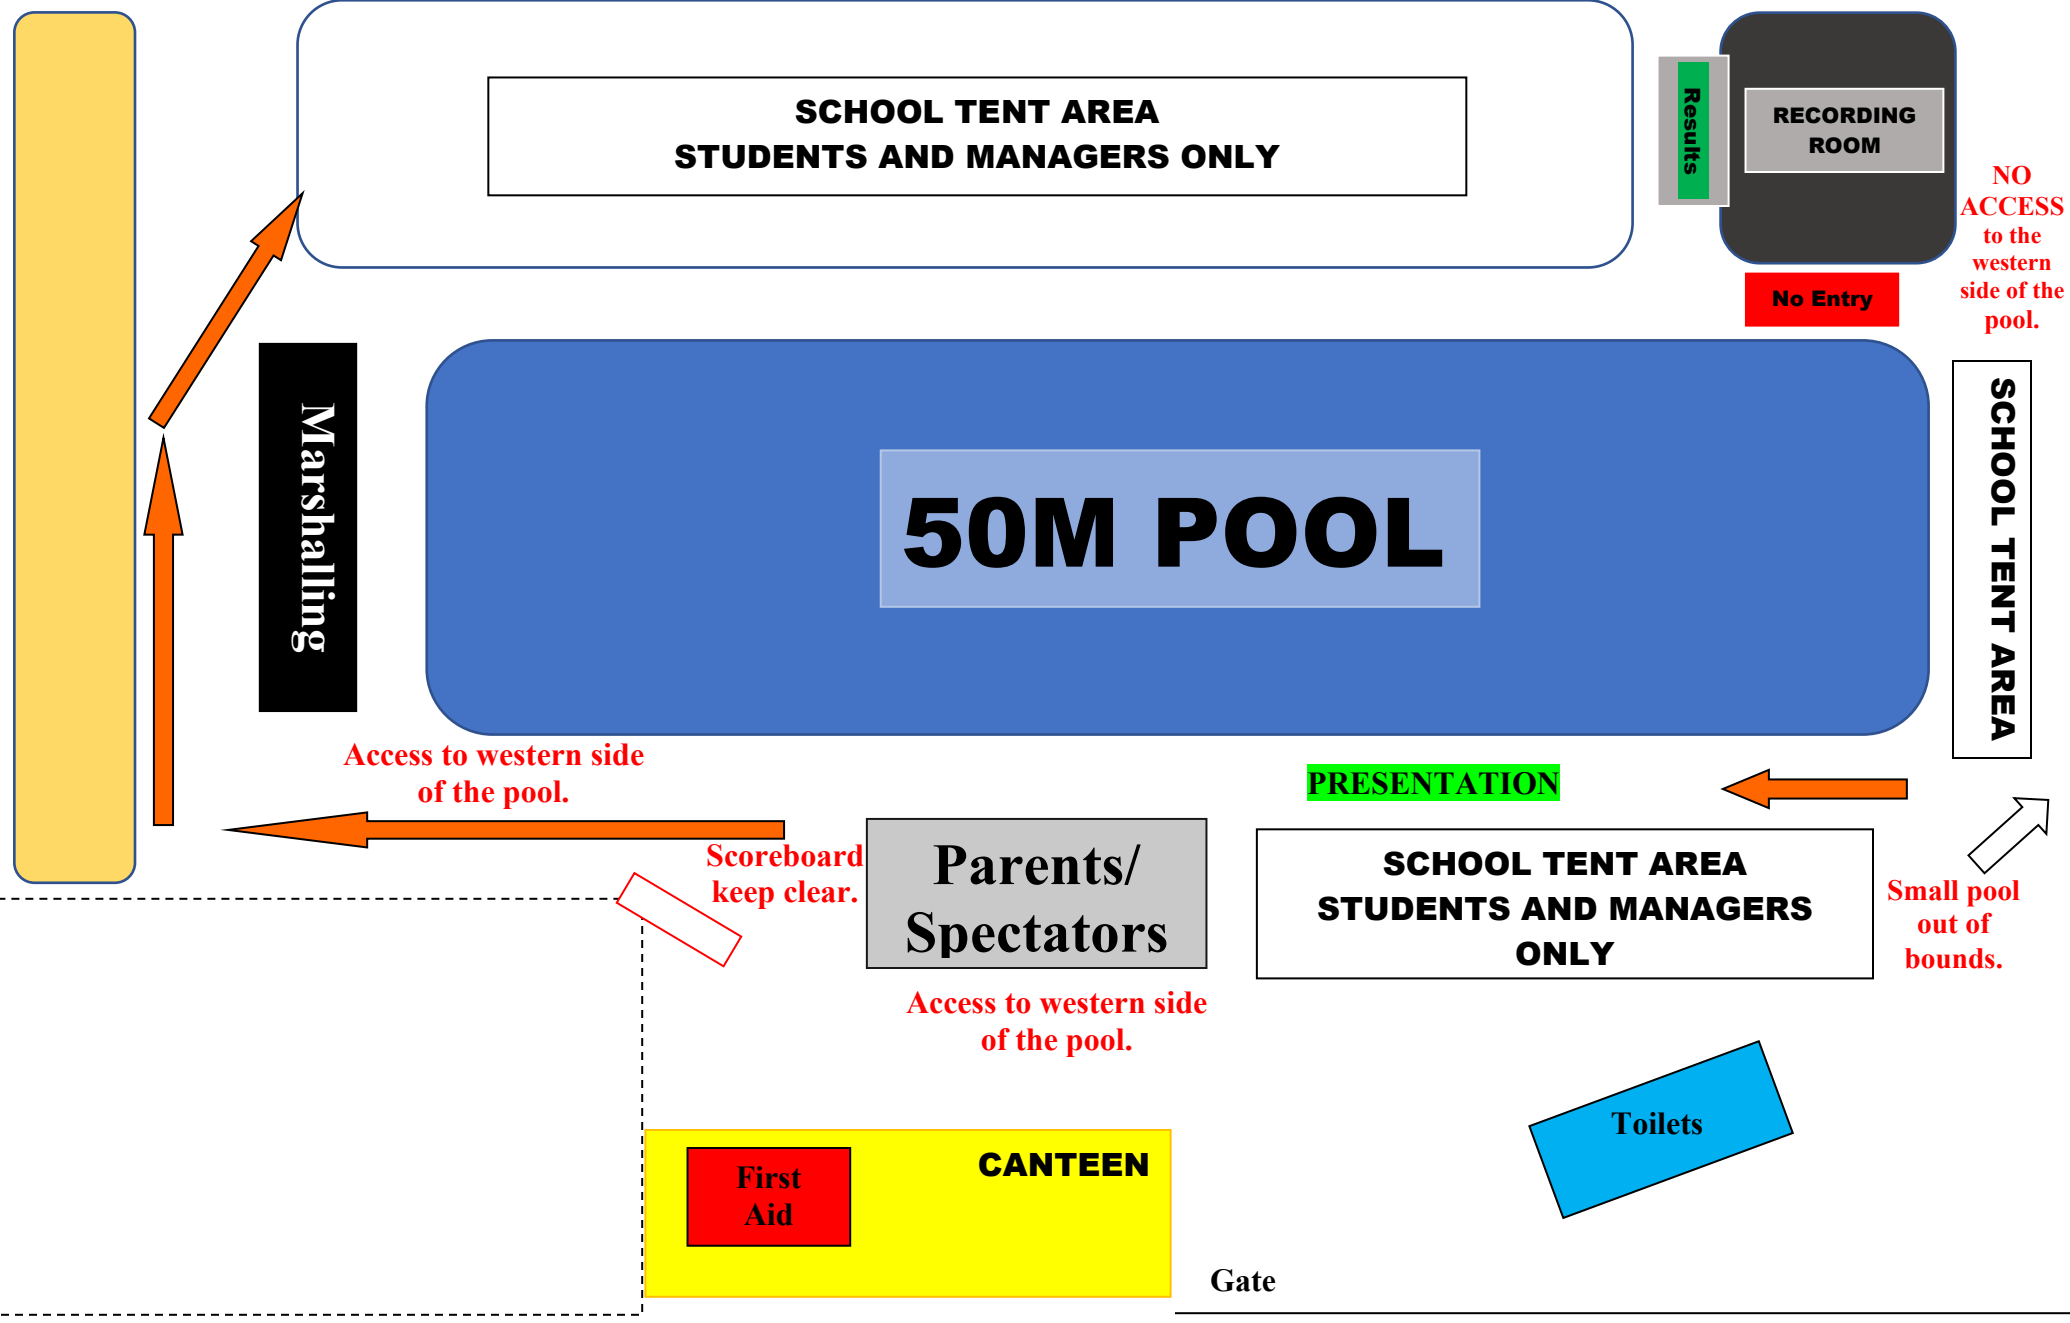 SCHOOL TENT AREA
STUDENTS AND MANAGERS ONLY
Results
RECORDING
ROOM
NO
ACCESS
to the
western
side of the
pool.
No Entry
Marshalling
50M POOL
SCHOOL TENT AREA
Access to western side
of the pool.
PRESENTATION
Scoreboard
keep clear.
Parents/
Spectators
SCHOOL TENT AREA
STUDENTS AND MANAGERS
ONLY
Small pool
out of
bounds.
Access to western side
of the pool.
Toilets
First
Aid
CANTEEN
Gate